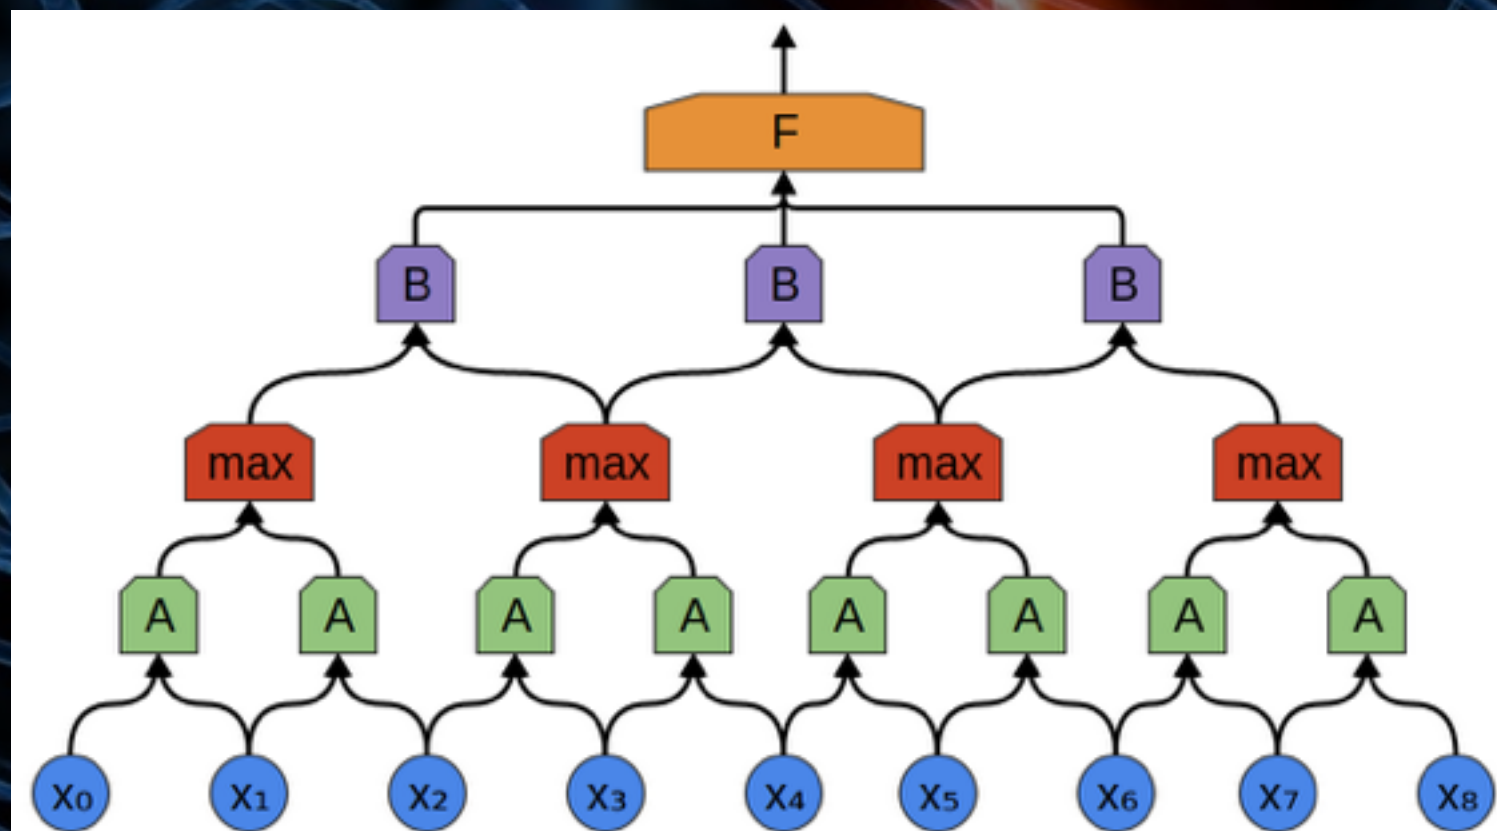 F
B B B
max max max max
A A A A A A A A
x₀ x₁ x₂ x₃ x₄ x₅ x₆ x₇ x₈